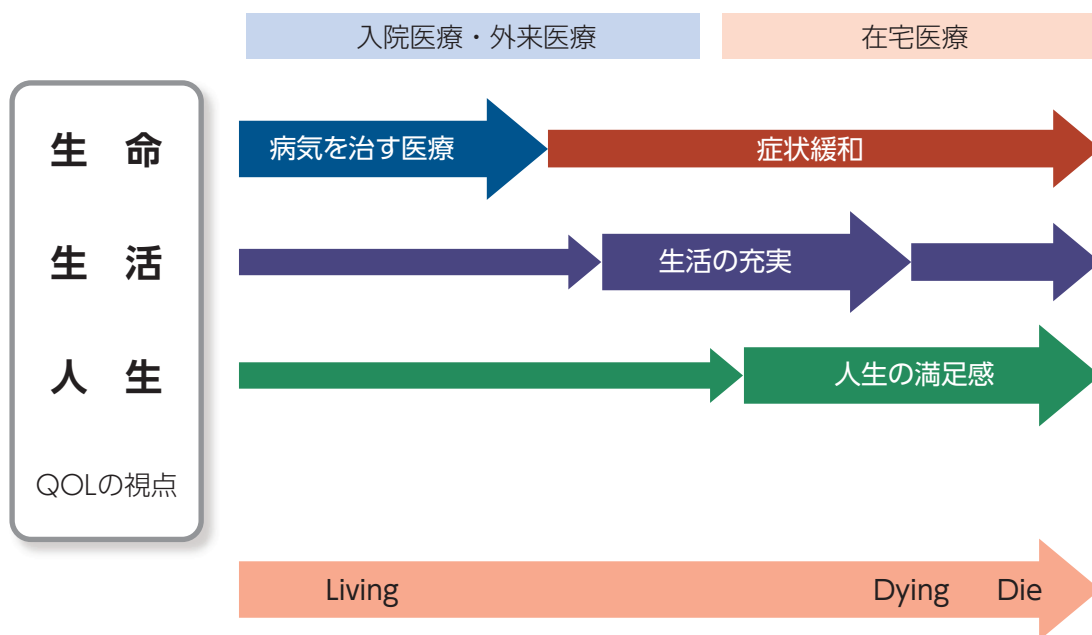 入院医療・外来医療
在宅医療
生 命
病気を治す医療
症状緩和
生 活
生活の充実
人 生
人生の満足感
QOLの視点
Living
Dying
Die